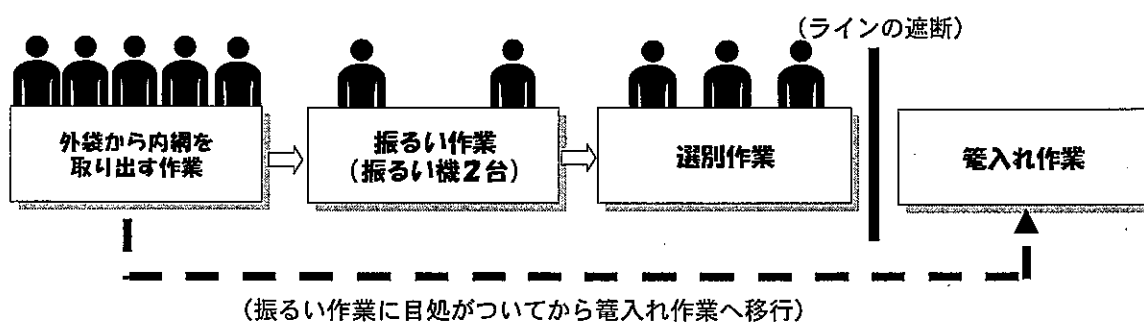 (ラインの遮断)
外袋から内網を
取り出す作業
振るい作業
(振るい機2台)
選別作業
篭入れ作業
(振るい作業に目処がついてから篭入れ作業へ移行)